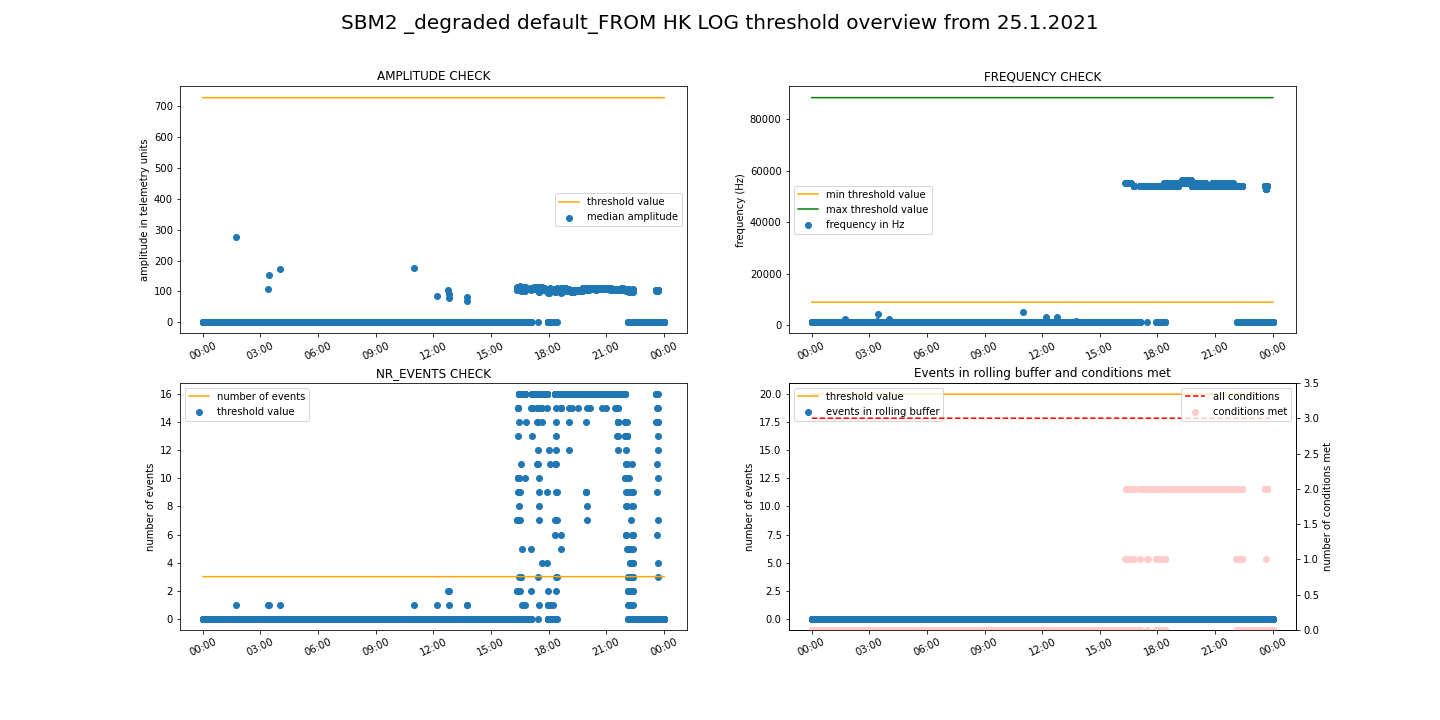 SBM2 _degraded default_FROM HK LOG threshold overview from 25.1.2021
AMPLITUDE CHECK
amplitude in telemetry units
700
600
500
400
300
200
100
0
threshold value
median amplitude
00:00 03:00 06:00 09:00 12:00 15:00 18:00 21:00 00:00
FREQUENCY CHECK
frequency (Hz)
80000
60000
40000
20000
0
min threshold value
max threshold value
frequency in Hz
00:00 03:00 06:00 09:00 12:00 15:00 18:00 21:00 00:00
NR_EVENTS CHECK
number of events
16
14
12
10
8
6
4
2
0
number of events
threshold value
00:00 03:00 06:00 09:00 12:00 15:00 18:00 21:00 00:00
Events in rolling buffer and conditions met
number of events
20.0
17.5
15.0
12.5
10.0
7.5
5.0
2.5
0.0
threshold value
events in rolling buffer
all conditions
conditions met
3.5
3.0
2.5
2.0
1.5
1.0
0.5
0.0
number of conditions met
00:00 03:00 06:00 09:00 12:00 15:00 18:00 21:00 00:00